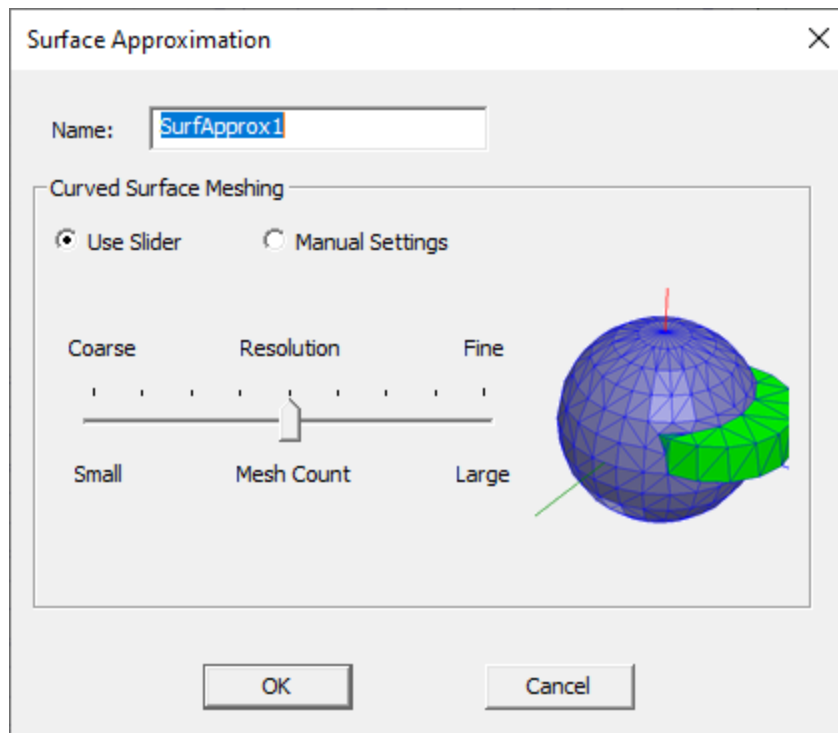 Surface Approximation
Name: SurfApprox1
Curved Surface Meshing
Use Slider Manual Settings
Coarse Resolution Fine
Small Mesh Count Large
OK Cancel